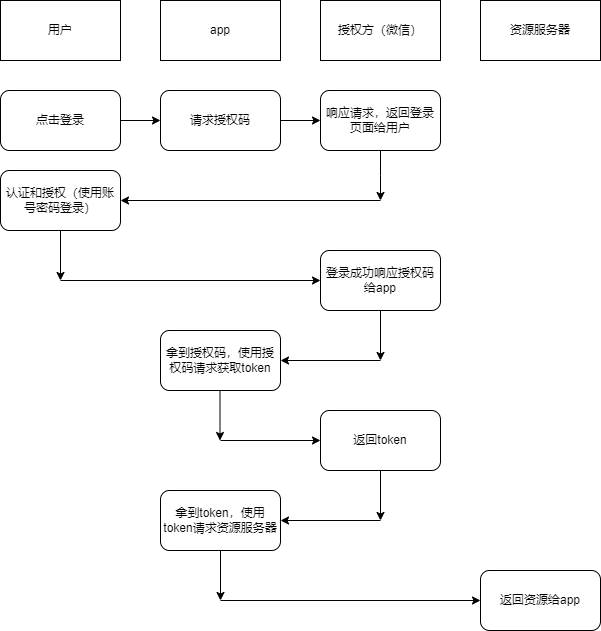 用户
app
授权方（微信）
资源服务器
点击登录
请求授权码
响应请求，返回登录
页面给用户
认证和授权（使用账
号密码登录）
登录成功响应授权码
给app
拿到授权码，使用授
权码请求获取token
返回token
拿到token，使用
token请求资源服务器
返回资源给app